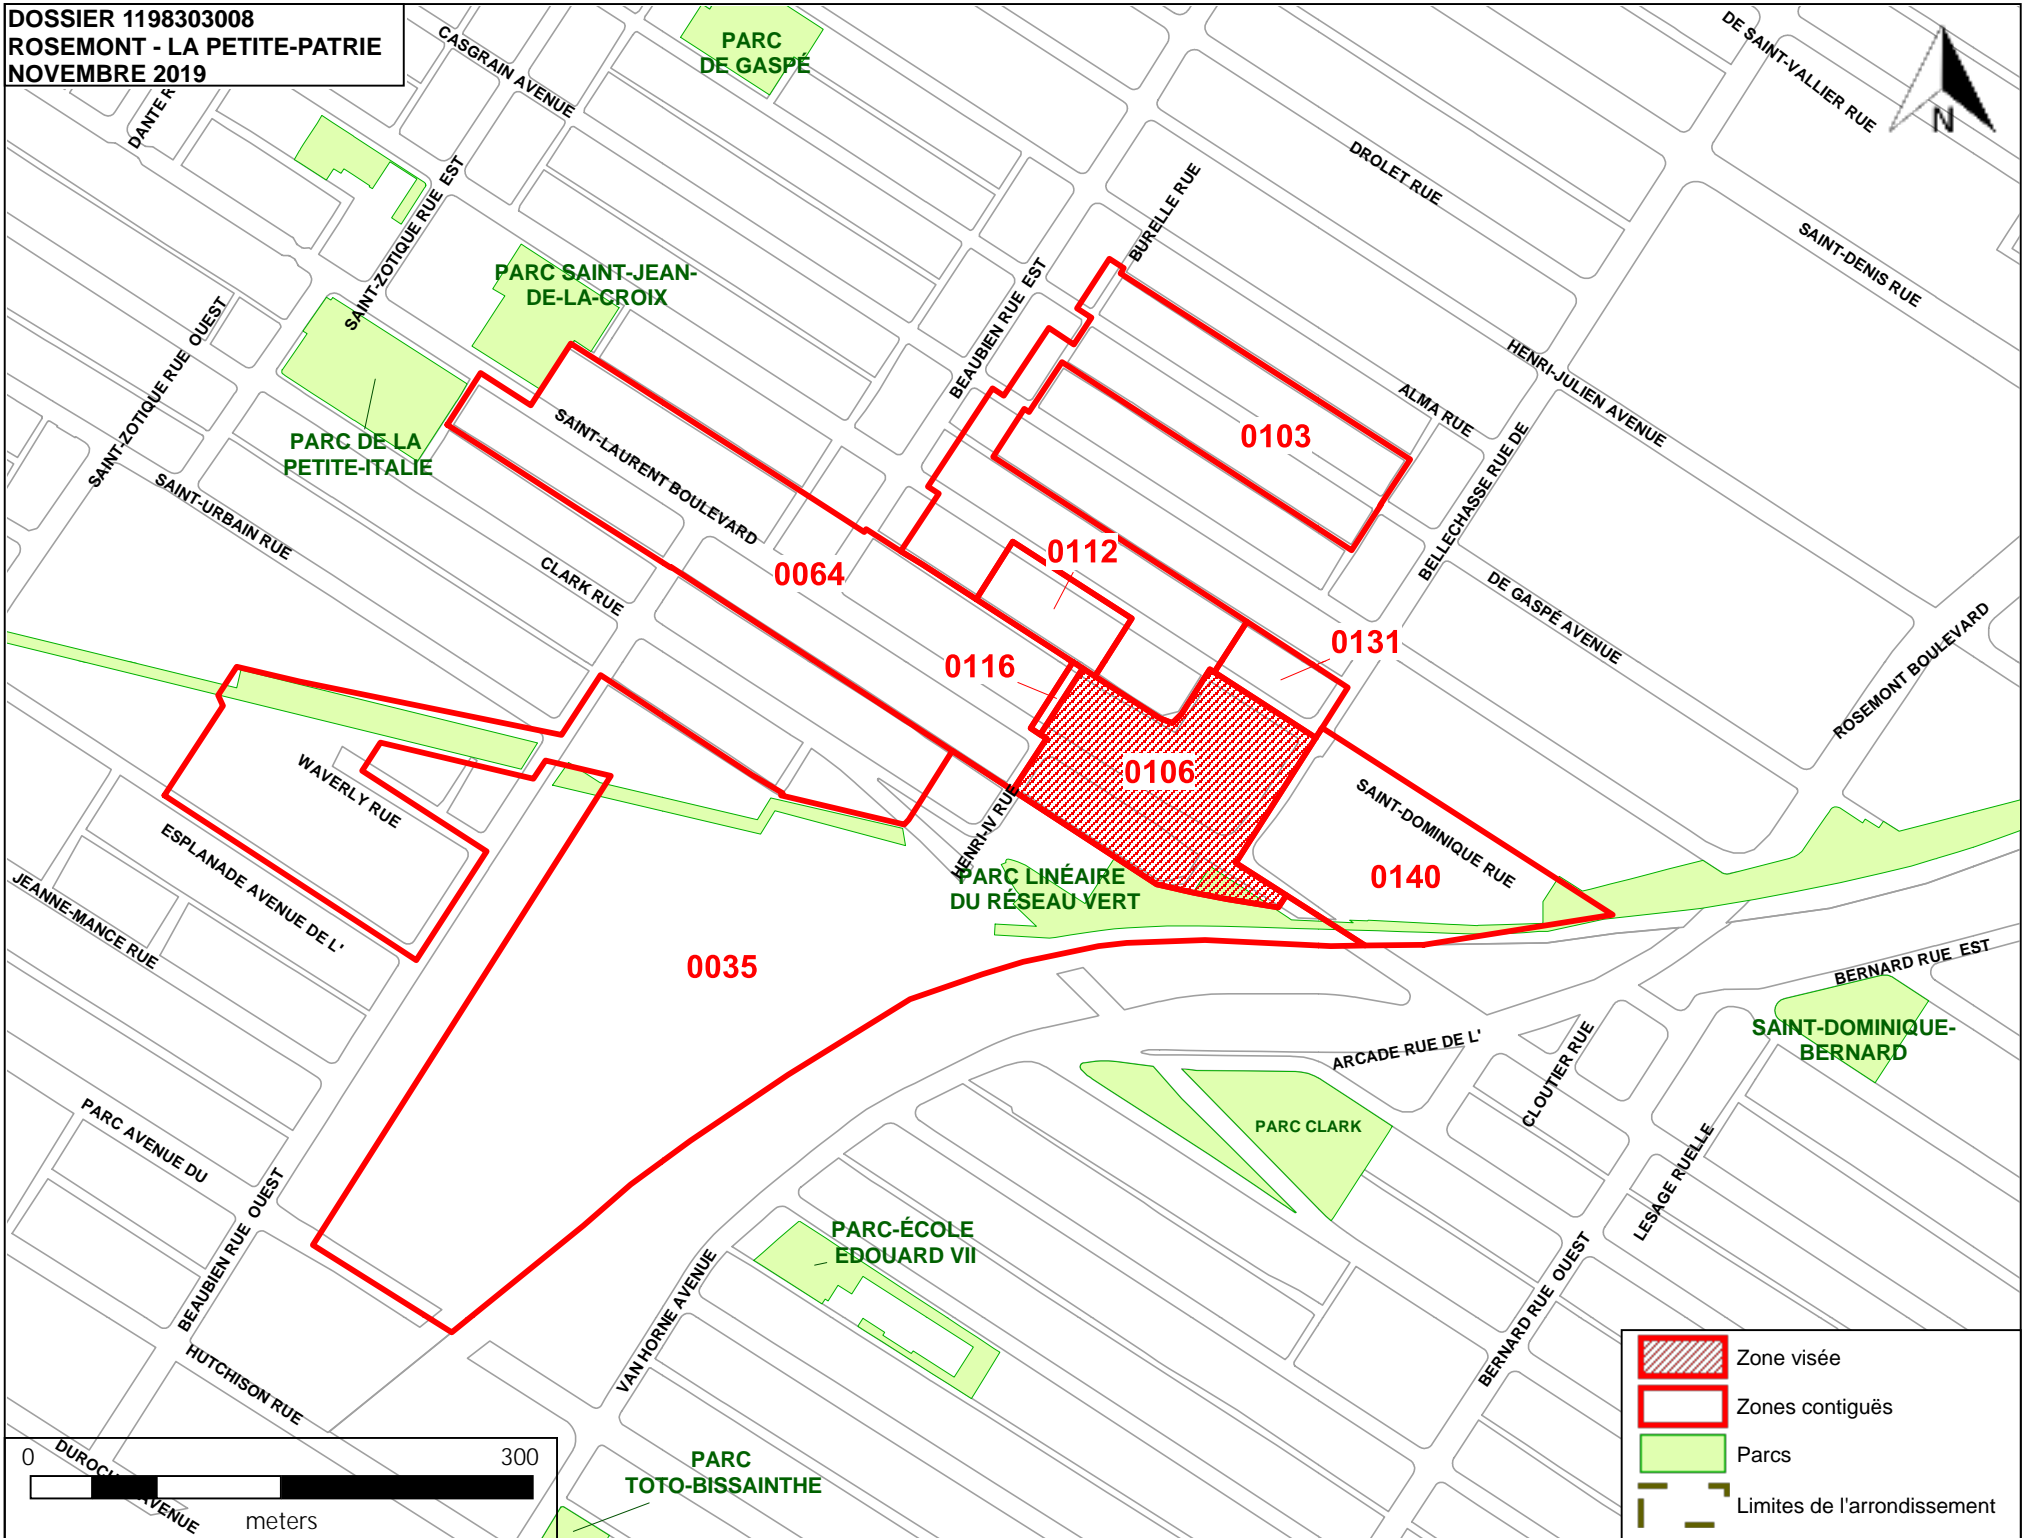 DOSSIER 1198303008
ROSEMONT - LA PETITE-PATRIE
NOVEMBRE 2019
CASGRAIN AVENUE
PARC
DE GASPÉ
DE SAINT-VALLIER RUE
N
DANTE R
SAINT-ZOTIQUE RUE EST
DROLET RUE
BURELLE RUE
SAINT-DENIS RUE
PARC SAINT-JEAN-
DE-LA-CROIX
SAINT-ZOTIQUE RUE OUEST
BEAUBIEN RUE EST
HENRI-JULIEN AVENUE
ALMA RUE
0103
PARC DE LA
PETITE-ITALIE
SAINT-LAURENT BOULEVARD
BELLECHASSE RUE DE
SAINT-URBAIN RUE
CLARK RUE
0064
0112
DE GASPÉ AVENUE
0131
0116
ROSEMONT BOULEVARD
WAVERLY RUE
0106
SAINT-DOMINIQUE RUE
HENRI-IV RUE
ESPLANADE AVENUE DE L'
PARC LINÉAIRE
DU RÉSEAU VERT
0140
JEANNE-MANCE RUE
0035
BERNARD RUE EST
SAINT-DOMINIQUE-
BERNARD
ARCADE RUE DE L'
CLOUTIER RUE
PARC AVENUE DU
PARC CLARK
LESAGE RUELLE
BEAUBIEN RUE OUEST
PARC-ÉCOLE
EDOUARD VII
VAN HORNE AVENUE
BERNARD RUE OUEST
HUTCHISON RUE
Zone visée
Zones contiguës
Parcs
Limites de l'arrondissement
DUROCH
AVENUE
0 300
meters
PARC
TOTO-BISSAINTHE